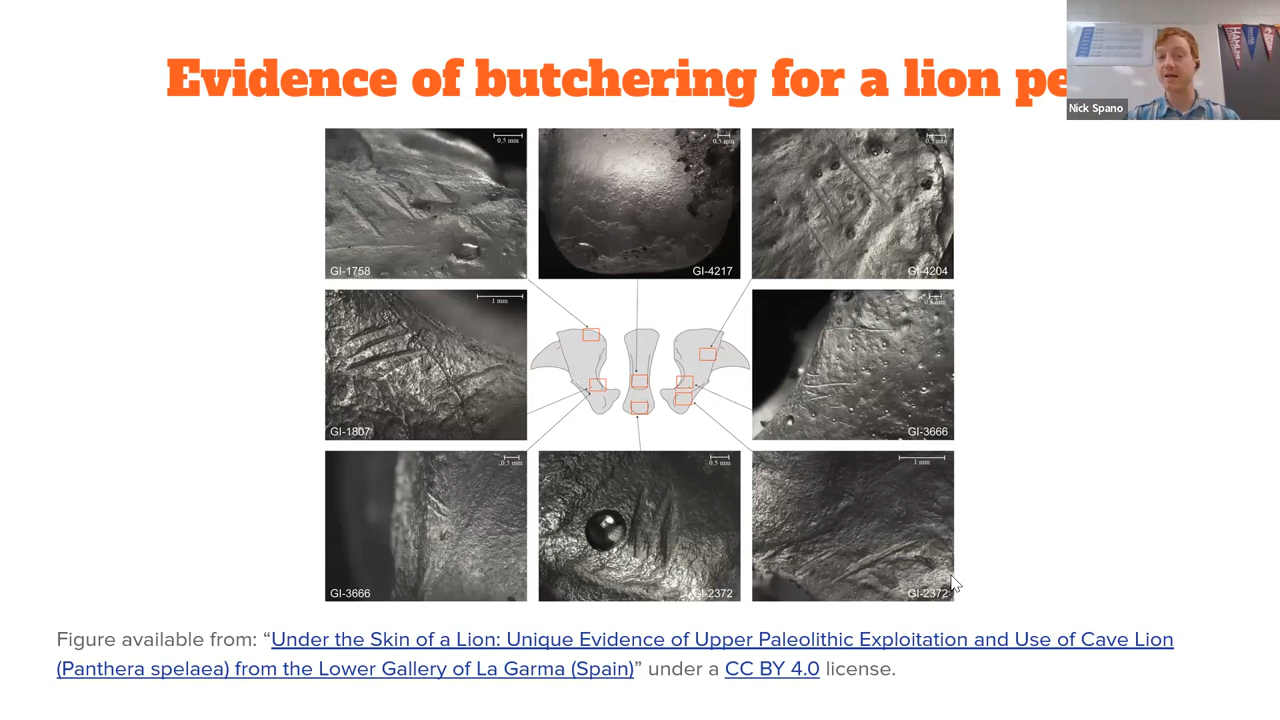 Evidence of butchering for a lion pe
Nick Spano
HAMLINE
0,5 mm
0,5 mm
0,5 mm
GI-1758
GI-4217
GI-4204
1 mm
0,5 mm
GI-1807
GI-3666
0,5 mm
0,5 mm
1 mm
GI-3666
GI-2372
GI-2372
Figure available from: “Under the Skin of a Lion: Unique Evidence of Upper Paleolithic Exploitation and Use of Cave Lion
(Panthera spelaea) from the Lower Gallery of La Garma (Spain)” under a CC BY 4.0 license.